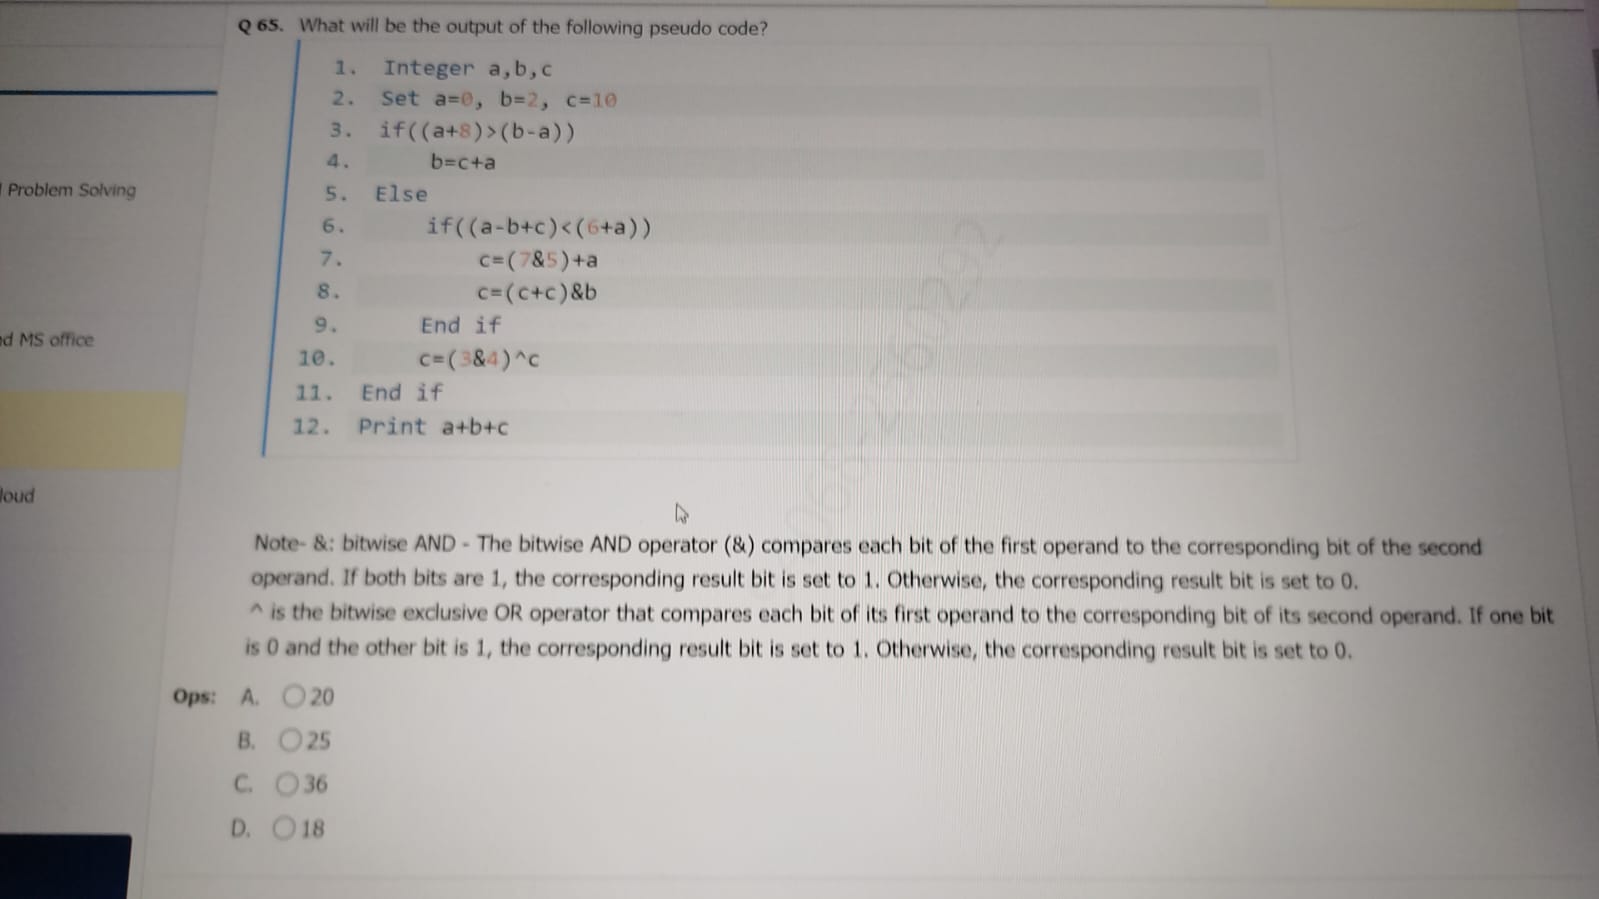 Q 65. What will be the output of the following pseudo code?
1. Integer a,b,c
2. Set a=0, b=2, c=10
3. if((a+8)>(b-a))
4. b=c+a
5. Else
6. if((a-b+c)<(6+a))
7. c=(7&5)+a
8. c=(c+c)&b
9. End if
10. c=(3&4)^c
11. End if
12. Print a+b+c
Problem Solving
MS office
Note- &: bitwise AND - The bitwise AND operator (&) compares each bit of the first operand to the corresponding bit of the second
operand. If both bits are 1, the corresponding result bit is set to 1. Otherwise, the corresponding result bit is set to 0.
^ is the bitwise exclusive OR operator that compares each bit of its first operand to the corresponding bit of its second operand. If one bit
is 0 and the other bit is 1, the corresponding result bit is set to 1. Otherwise, the corresponding result bit is set to 0.
Ops: A. 20
B. 25
C. 36
D. 18